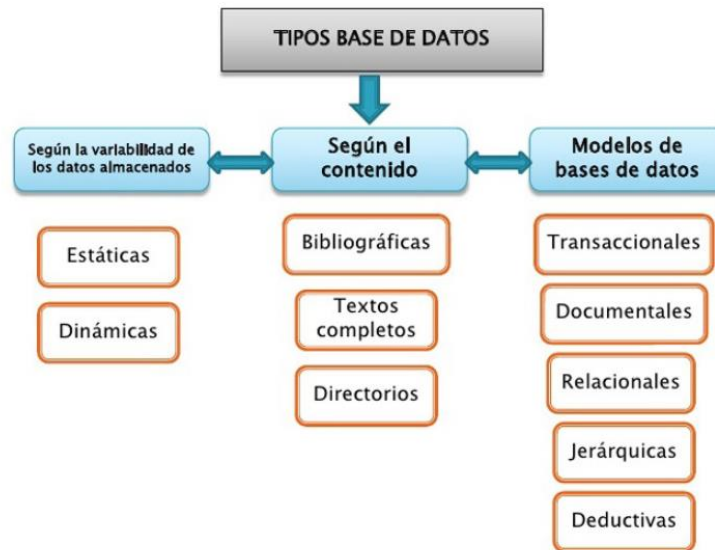 TIPOS BASE DE DATOS
Según la variabilidad de
los datos almacenados
Según el
contenido
Modelos de
bases de datos
Estáticas
Dinámicas
Bibliográficas
Textos
completos
Directorios
Transaccionales
Documentales
Relacionales
Jerárquicas
Deductivas